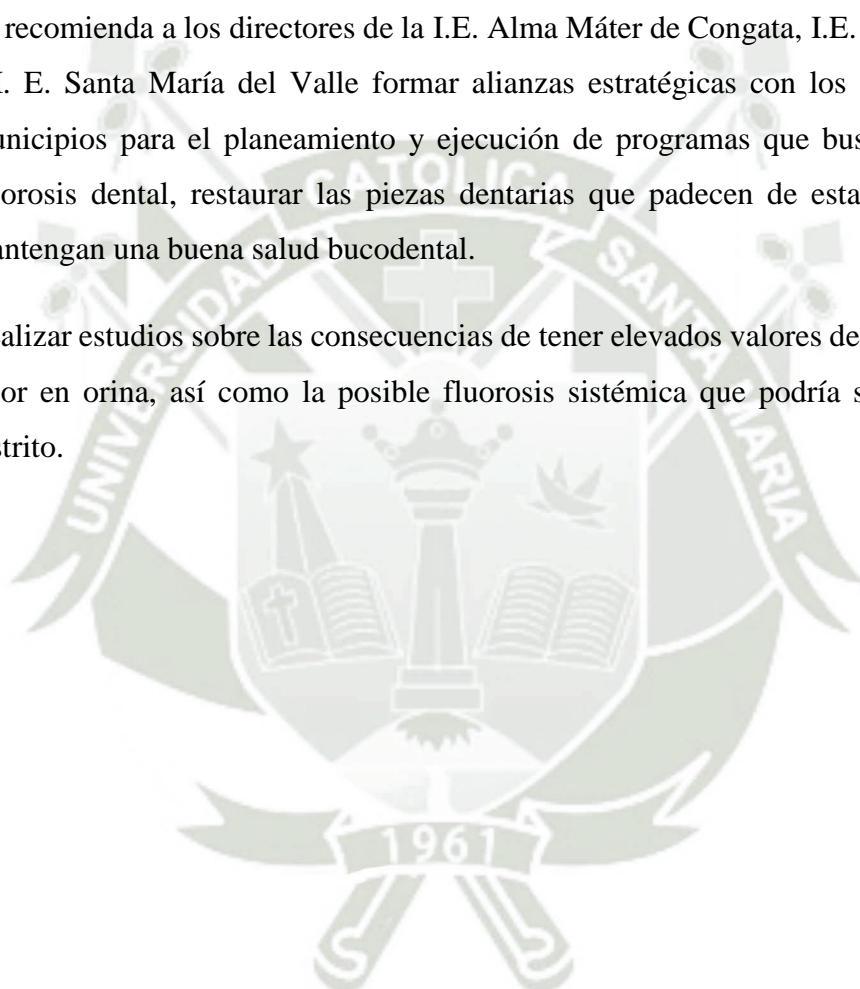 recomienda a los directores de la I.E. Alma Máter de Congata, I.E.
I. E. Santa María del Valle formar alianzas estratégicas con los
unicipios para el planeamiento y ejecución de programas que bus
orosis dental, restaurar las piezas dentarias que padecen de esta
antengan una buena salud bucodental.
alizar estudios sobre las consecuencias de tener elevados valores de
or en orina, así como la posible fluorosis sistémica que podría s
strito.
UNIVERSIDAD CATOLICA SANTA MARIA
1961